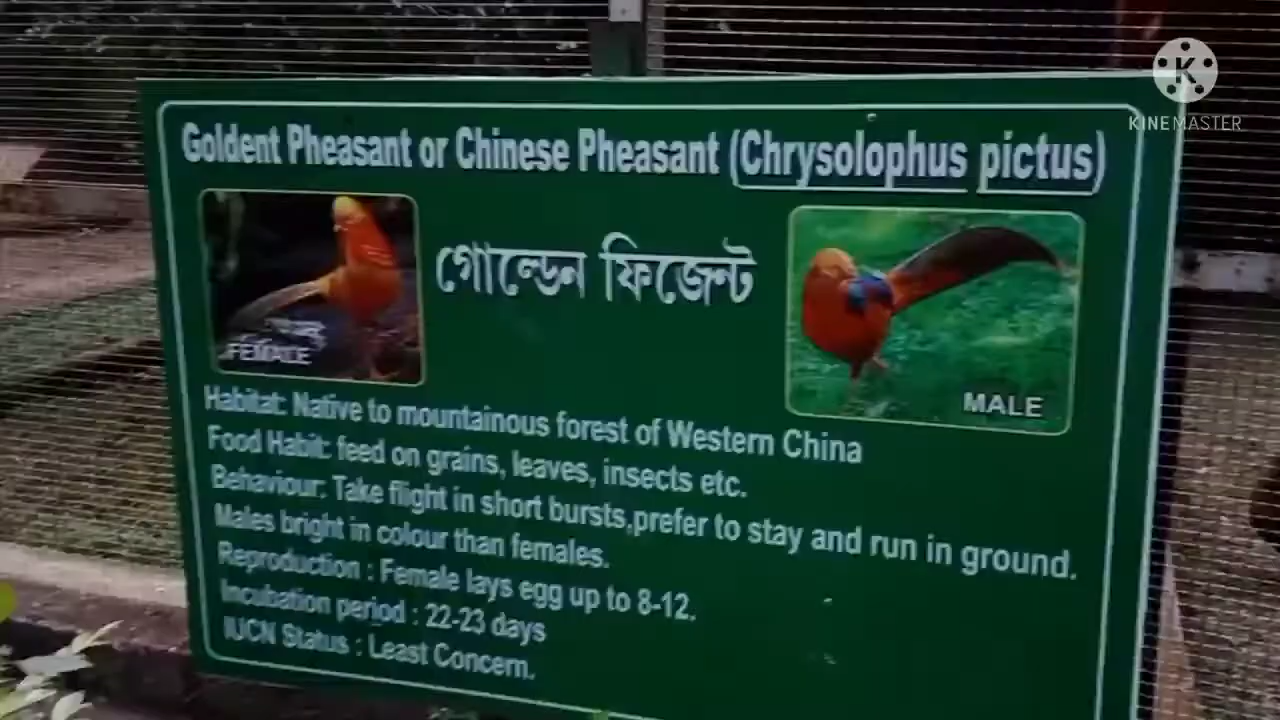 KINEMASTER
Goldent Pheasant or Chinese Pheasant (Chrysolophus pictus)
গোল্ডেন ফিজেন্ট
FEMALE
MALE
Habitat: Native to mountainous forest of Western China
Food Habit: feed on grains, leaves, insects etc.
Behaviour: Take flight in short bursts,prefer to stay and run in ground.
Males bright in colour than females.
Reproduction : Female lays egg up to 8-12.
Incubation period : 22-23 days
IUCN Status : Least Concern.